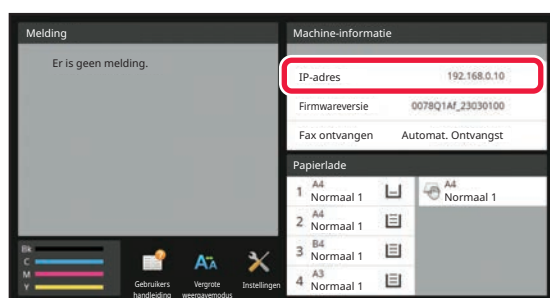 Melding
Er is geen melding.
Machine-informatie
IP-adres 192.168.0.10
Firmwareversie 0078Q1Af_23030100
Fax ontvangen Automat. Ontvangst
Papierlade
1 A4
Normaal 1
A4
Normaal 1
2 A4
Normaal 1
3 B4
Normaal 1
4 A3
Normaal 1
Bk
C
M
Y
Gebruikers
handleiding
Vergrote
weergavemodus
Instellingen